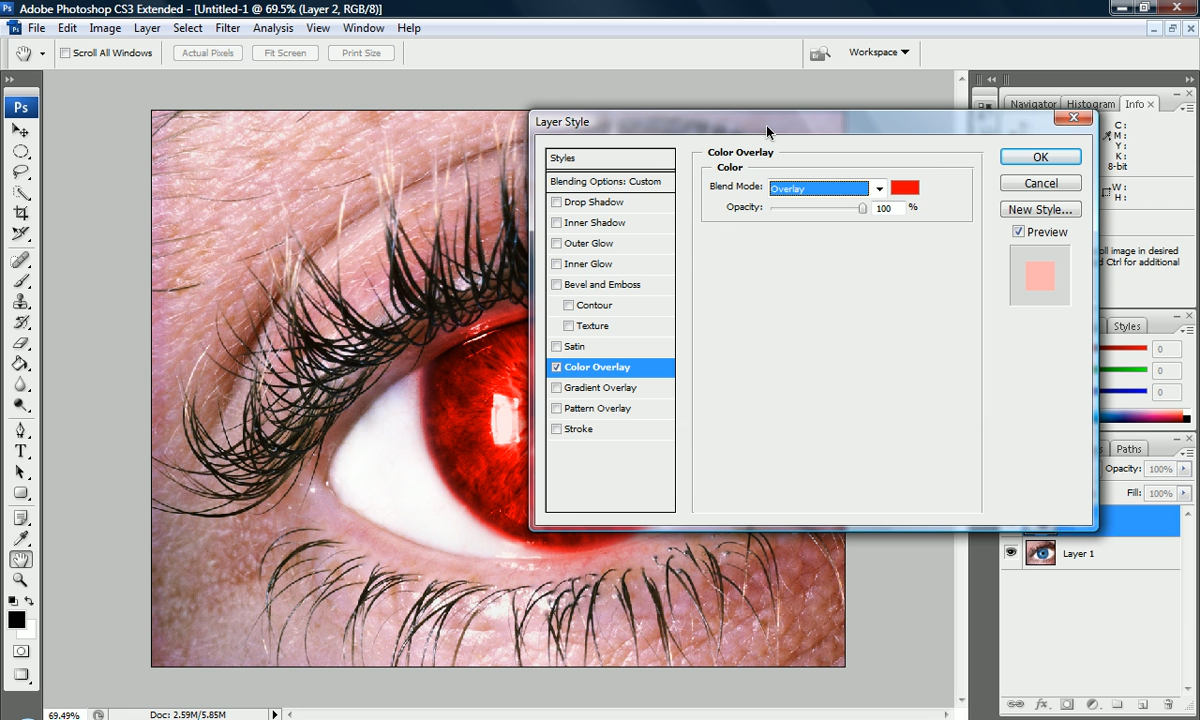 Ps Adobe Photoshop CS3 Extended - [Untitled-1 @ 69.5% (Layer 2, RGB/8)]
Ps File Edit Image Layer Select Filter Analysis View Window Help
Scroll All Windows Actual Pixels Fit Screen Print Size Workspace
Ps
Navigator Histogram Info
C:
M:
Y:
K:
8-bit
W:
H:
Layer Style
Styles
Blending Options: Custom
Drop Shadow
Inner Shadow
Outer Glow
Inner Glow
Bevel and Emboss
Contour
Texture
Satin
Color Overlay
Gradient Overlay
Pattern Overlay
Stroke
Color Overlay
Color
Blend Mode: Overlay
Opacity: 100 %
OK
Cancel
New Style...
Preview
oll image in desired
d Ctrl for additional
Styles
0
0
0
Paths
Opacity: 100%
Fill: 100%
Layer 1
T
69.49% Doc: 2.59M/5.85M
fx